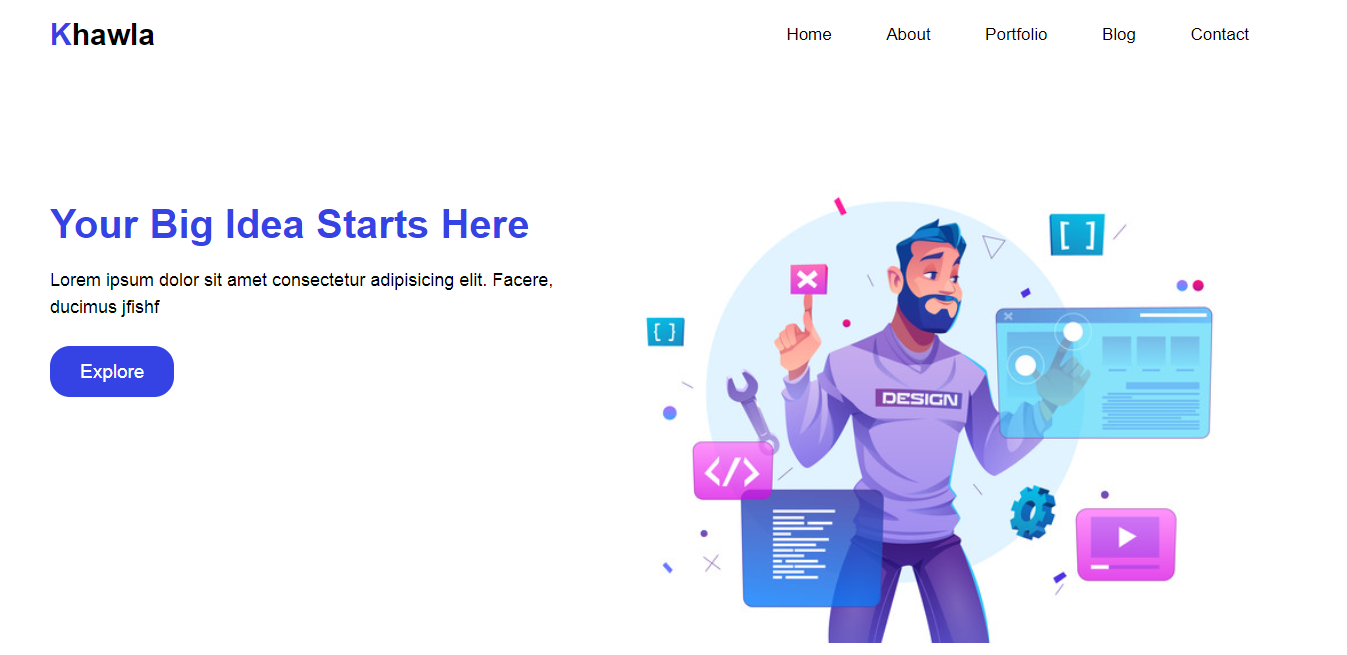 Khawla
Home About Portfolio Blog Contact
Your Big Idea Starts Here
Lorem ipsum dolor sit amet consectetur adipisicing elit. Facere,
ducimus jfishf
Explore
[ ]
{ }
DESIGN
</>